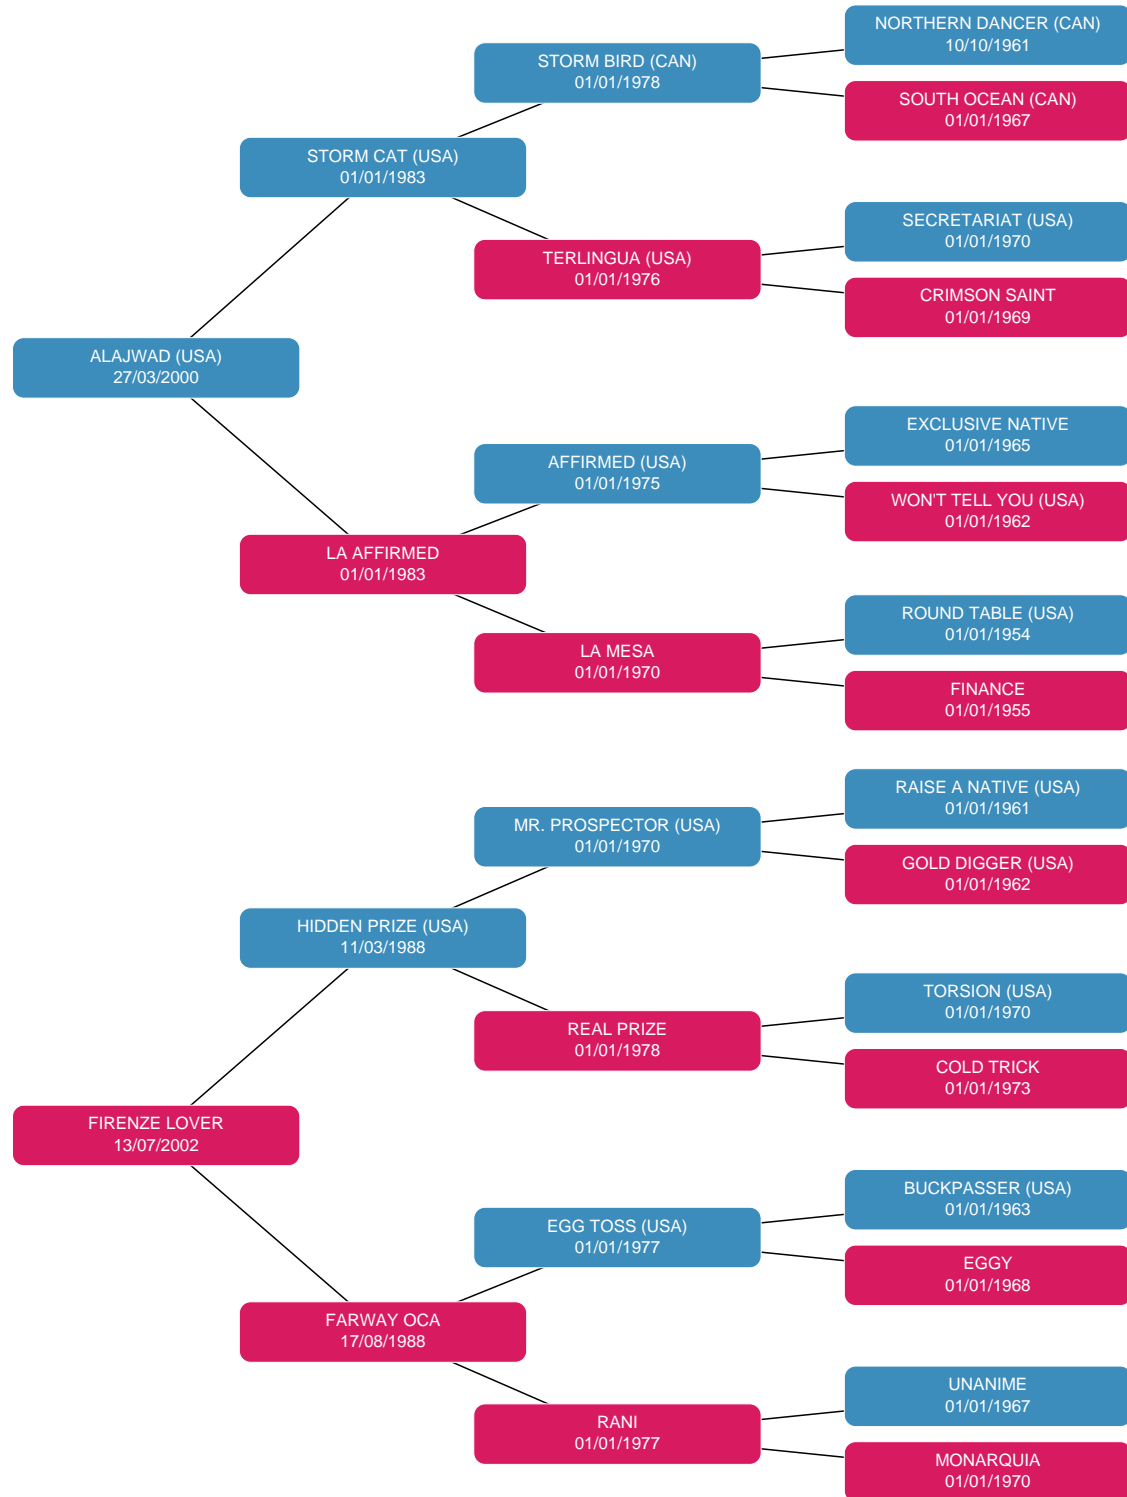 NORTHERN DANCER (CAN)
10/10/1961
STORM BIRD (CAN)
01/01/1978
SOUTH OCEAN (CAN)
01/01/1967
STORM CAT (USA)
01/01/1983
SECRETARIAT (USA)
01/01/1970
TERLINGUA (USA)
01/01/1976
CRIMSON SAINT
01/01/1969
ALAJWAD (USA)
27/03/2000
EXCLUSIVE NATIVE
01/01/1965
AFFIRMED (USA)
01/01/1975
WON'T TELL YOU (USA)
01/01/1962
LA AFFIRMED
01/01/1983
ROUND TABLE (USA)
01/01/1954
LA MESA
01/01/1970
FINANCE
01/01/1955
RAISE A NATIVE (USA)
01/01/1961
MR. PROSPECTOR (USA)
01/01/1970
GOLD DIGGER (USA)
01/01/1962
HIDDEN PRIZE (USA)
11/03/1988
TORSION (USA)
01/01/1970
REAL PRIZE
01/01/1978
COLD TRICK
01/01/1973
FIRENZE LOVER
13/07/2002
BUCKPASSER (USA)
01/01/1963
EGG TOSS (USA)
01/01/1977
EGGY
01/01/1968
FARWAY OCA
17/08/1988
UNANIME
01/01/1967
RANI
01/01/1977
MONARQUIA
01/01/1970